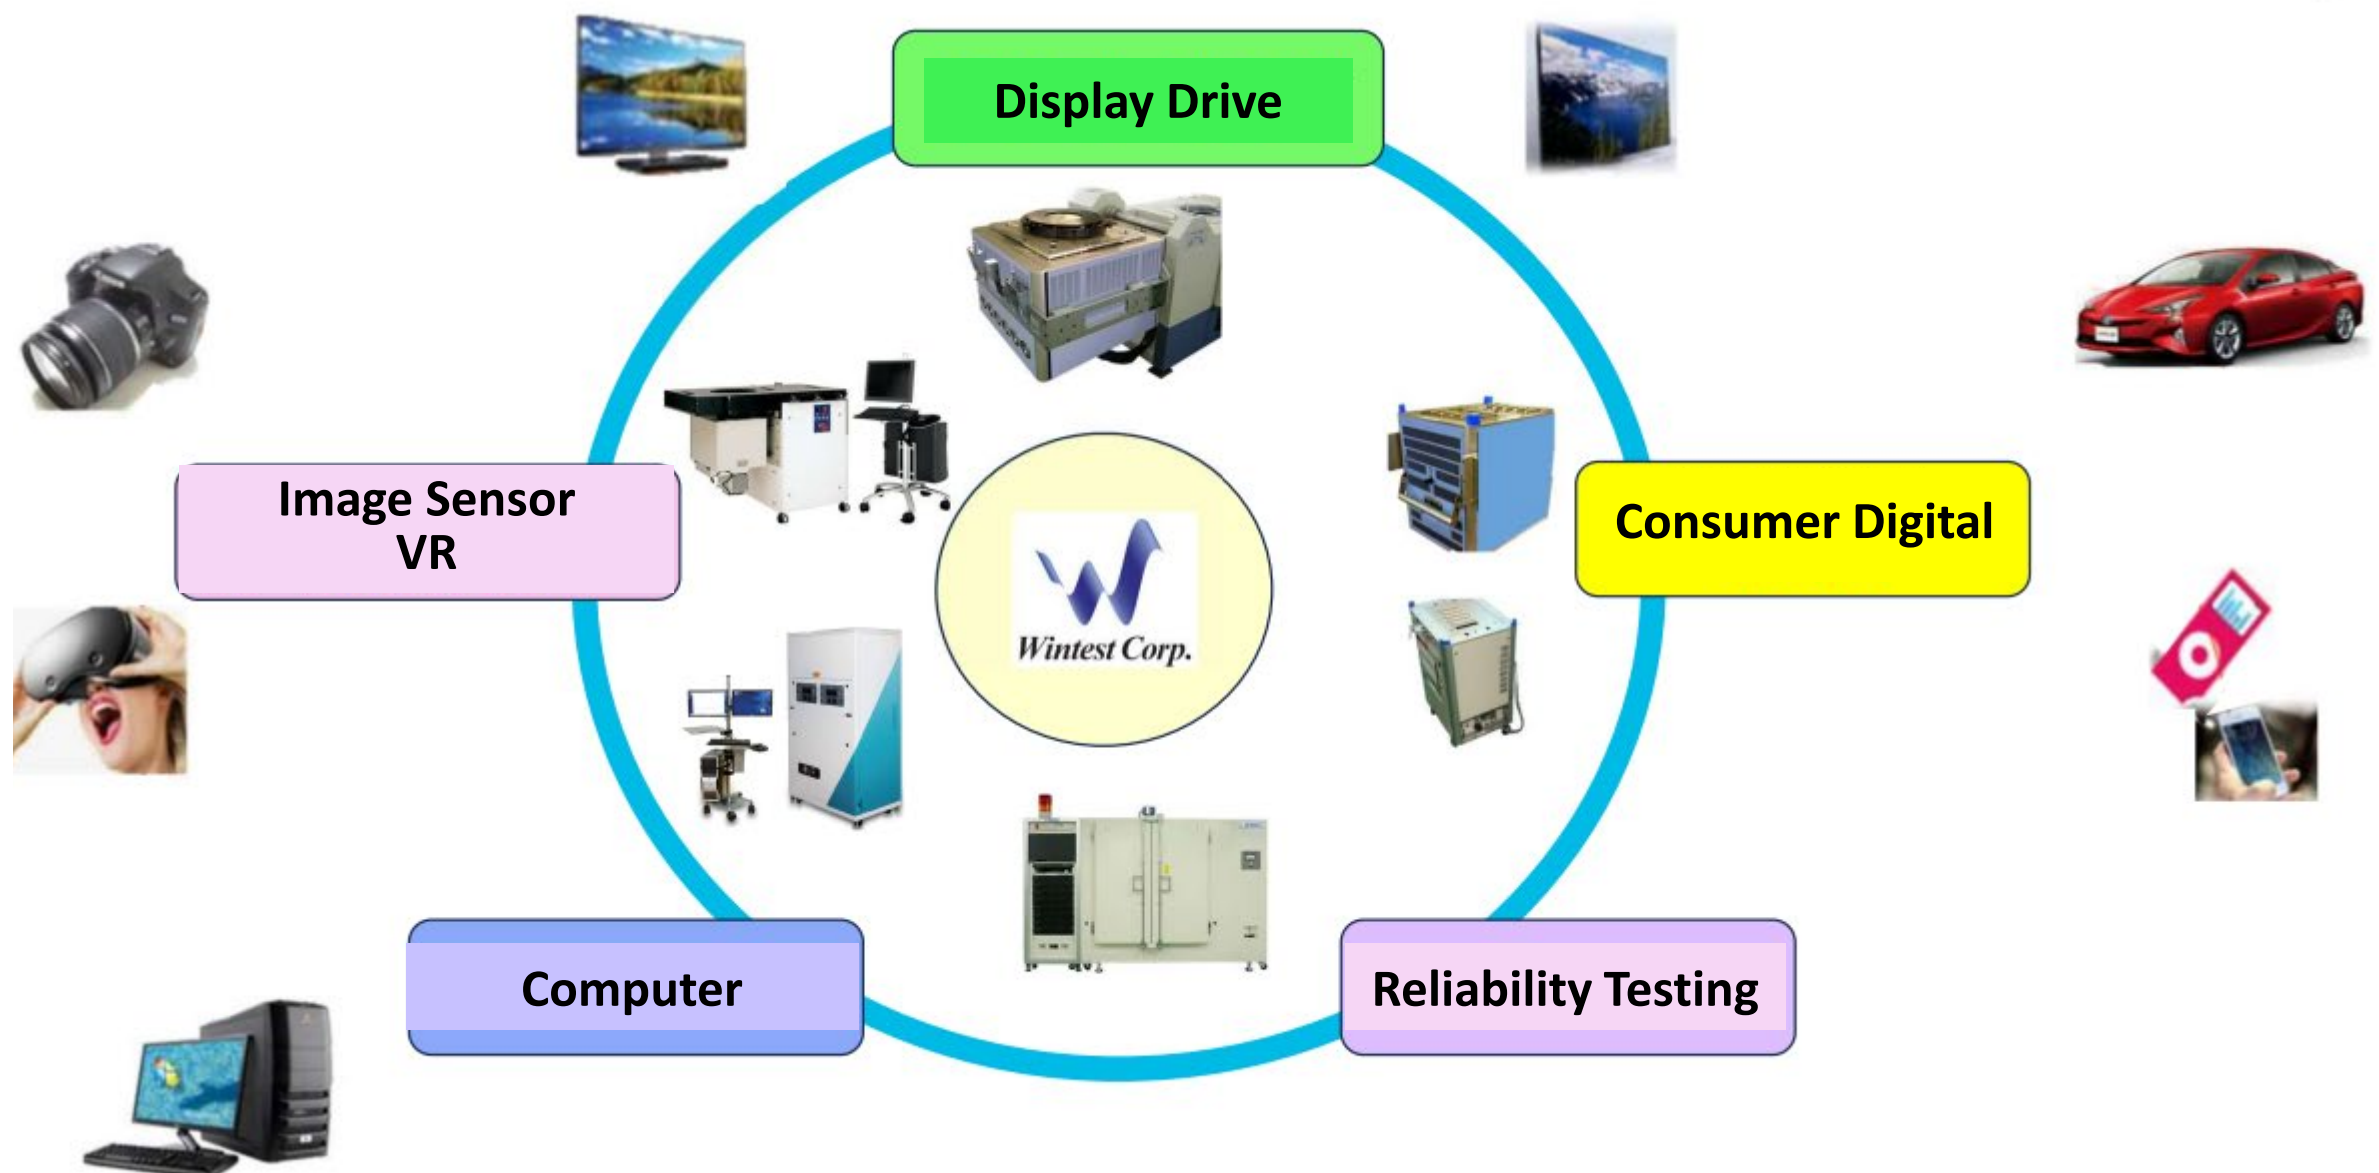 Display Drive
Image Sensor
VR
Consumer Digital
Wintest Corp.
Computer
Reliability Testing